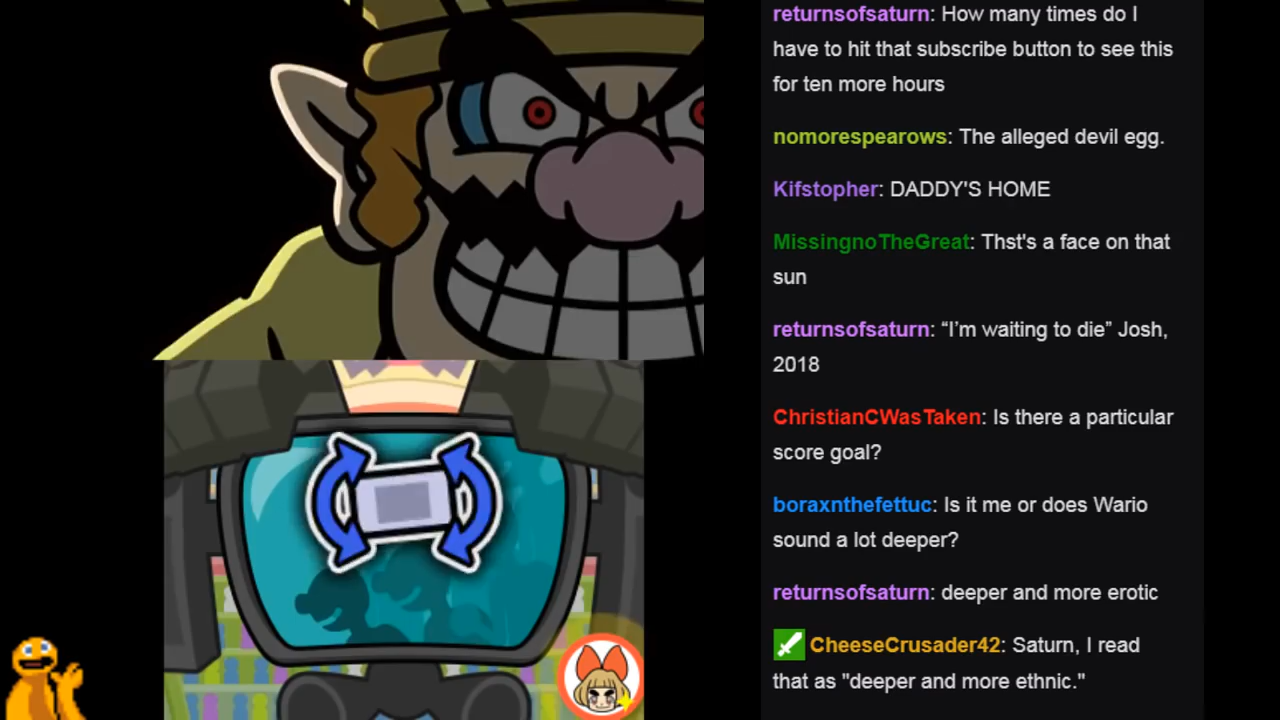 returnsofsaturn: How many times do I
have to hit that subscribe button to see this
for ten more hours
nomorespearows: The alleged devil egg.
Kifstopher: DADDY'S HOME
MissingnoTheGreat: Thst's a face on that
sun
returnsofsaturn: “I’m waiting to die” Josh,
2018
ChristianCWasTaken: Is there a particular
score goal?
boraxnthefettuc: Is it me or does Wario
sound a lot deeper?
returnsofsaturn: deeper and more erotic
CheeseCrusader42: Saturn, I read
that as "deeper and more ethnic."